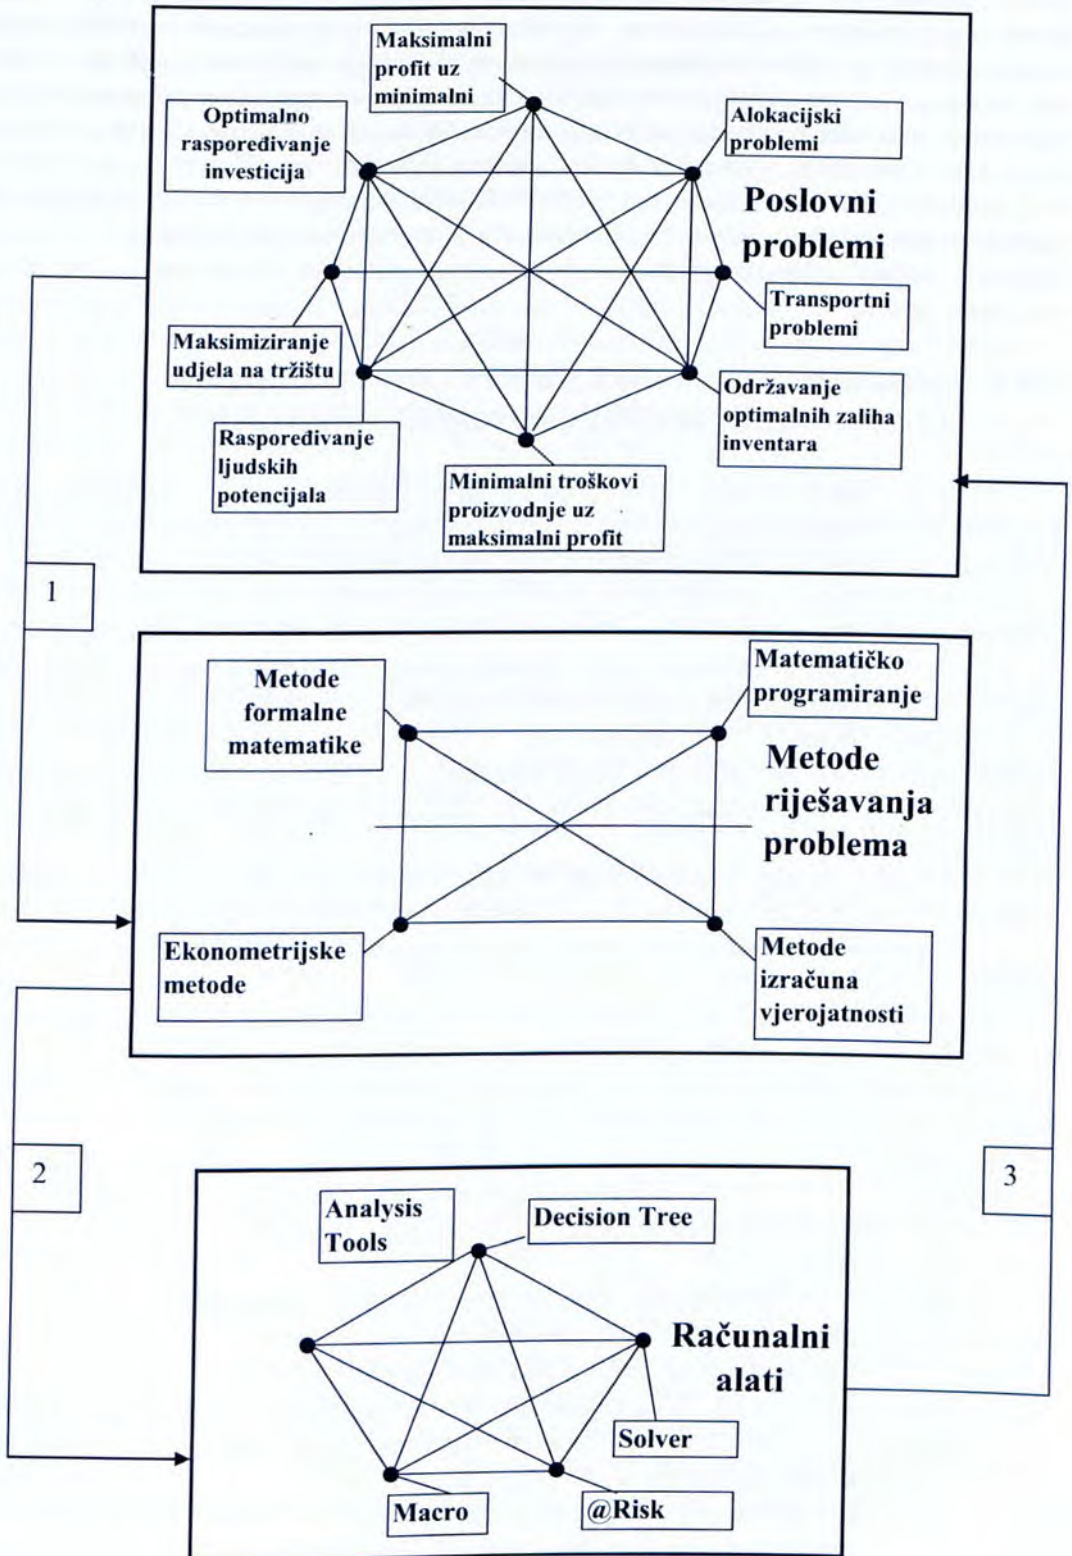 Maksimalni
profit uz
minimalni
Optimalno
raspoređivanje
investicija
Alokacijski
problemi
Poslovni
problemi
Transportni
problemi
Maksimiziranje
udjela na tržištu
Održavanje
optimalnih zaliha
inventara
Raspoređivanje
ljudskih
potencijala
Minimalni troškovi
proizvodnje uz
maksimalni profit
1
Metode
formalne
matematike
Matematičko
programiranje
Metode
riješavanja
problema
Ekonometrijske
metode
Metode
izračuna
vjerojatnosti
2
3
Analysis
Tools
Decision Tree
Računalni
alati
Solver
Macro
@Risk